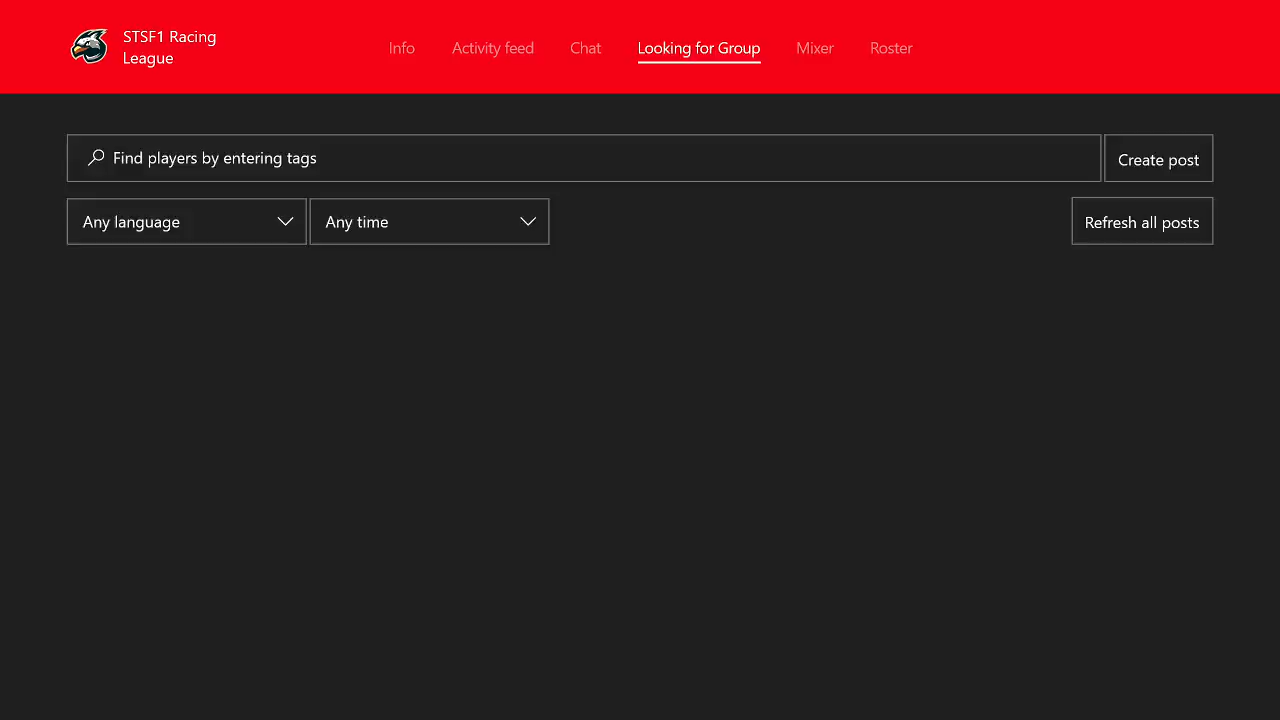 STSF1 Racing
League
Info
Activity feed
Chat
Looking for Group
Mixer
Roster
Find players by entering tags
Create post
Any language
Any time
Refresh all posts